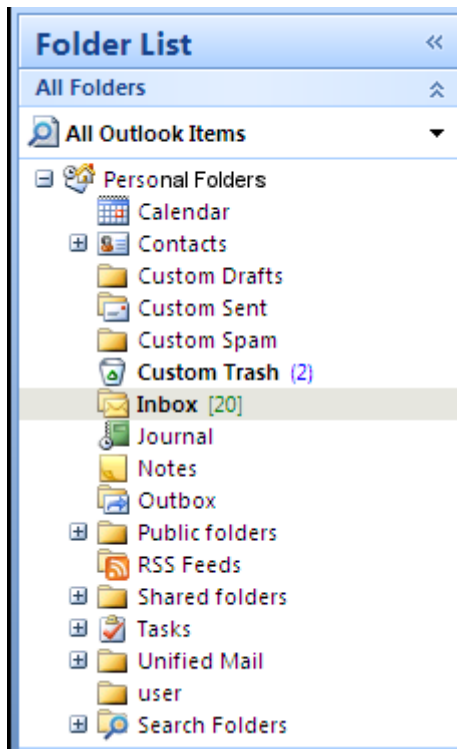 Folder List
All Folders
All Outlook Items
Personal Folders
Calendar
Contacts
Custom Drafts
Custom Sent
Custom Spam
Custom Trash (2)
Inbox [20]
Journal
Notes
Outbox
Public folders
RSS Feeds
Shared folders
Tasks
Unified Mail
user
Search Folders